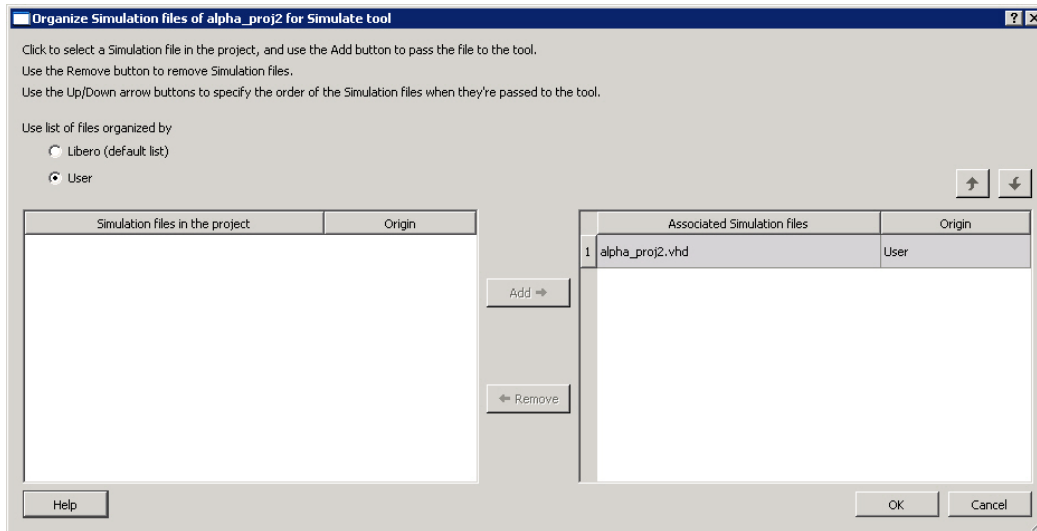 Organize Simulation files of alpha_proj2 for Simulate tool
Click to select a Simulation file in the project, and use the Add button to pass the file to the tool.
Use the Remove button to remove Simulation files.
Use the Up/Down arrow buttons to specify the order of the Simulation files when they're passed to the tool.
Use list of files organized by
Libero (default list)
User
Simulation files in the project Origin
Associated Simulation files Origin
1 alpha_proj2.vhd User
Add
Remove
Help OK Cancel